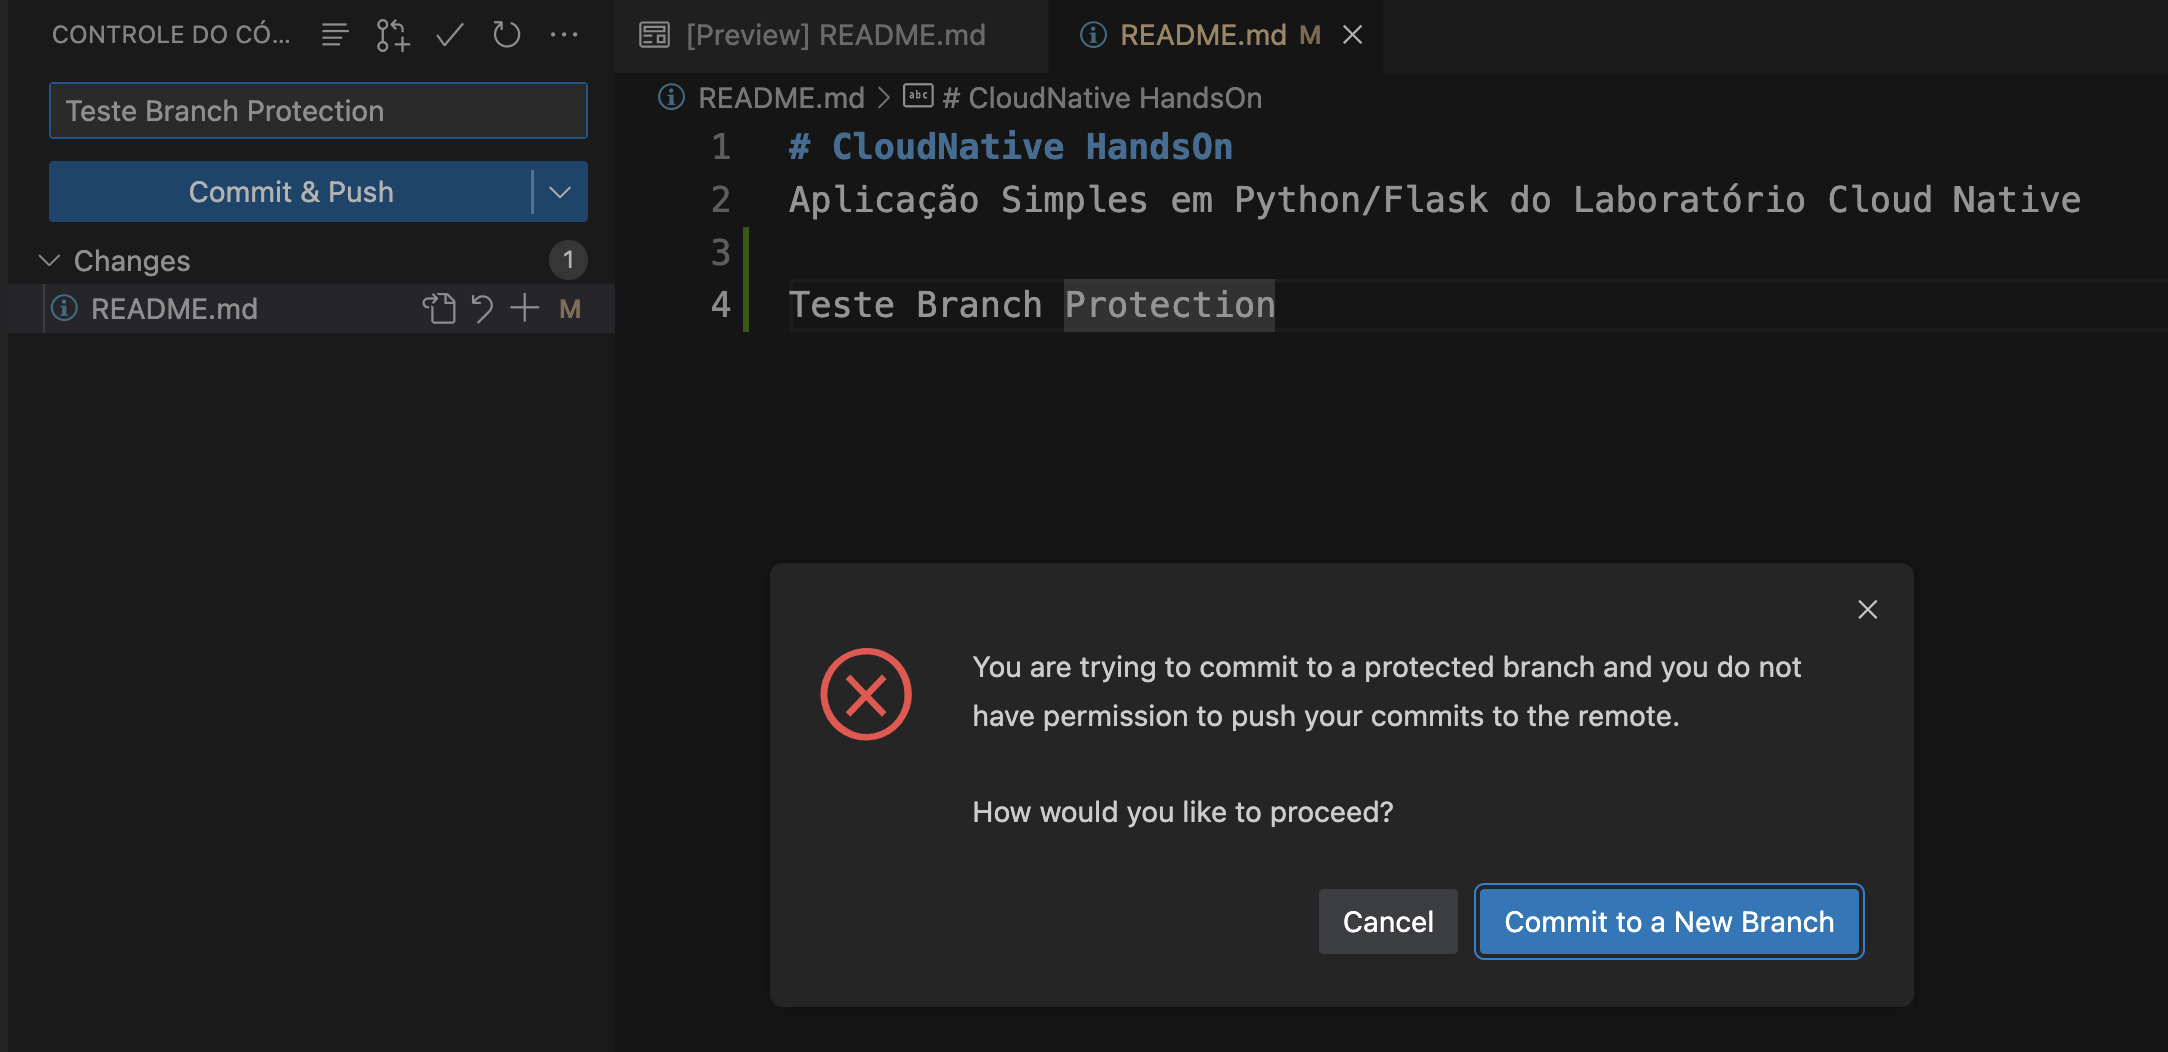 CONTROLE DO CÓ...
Teste Branch Protection
Commit & Push
Changes 1
README.md M
[Preview] README.md
README.md M
README.md > abc # CloudNative HandsOn
1 # CloudNative HandsOn
2 Aplicação Simples em Python/Flask do Laboratório Cloud Native
3
4 Teste Branch Protection
You are trying to commit to a protected branch and you do not
have permission to push your commits to the remote.
How would you like to proceed?
Cancel
Commit to a New Branch